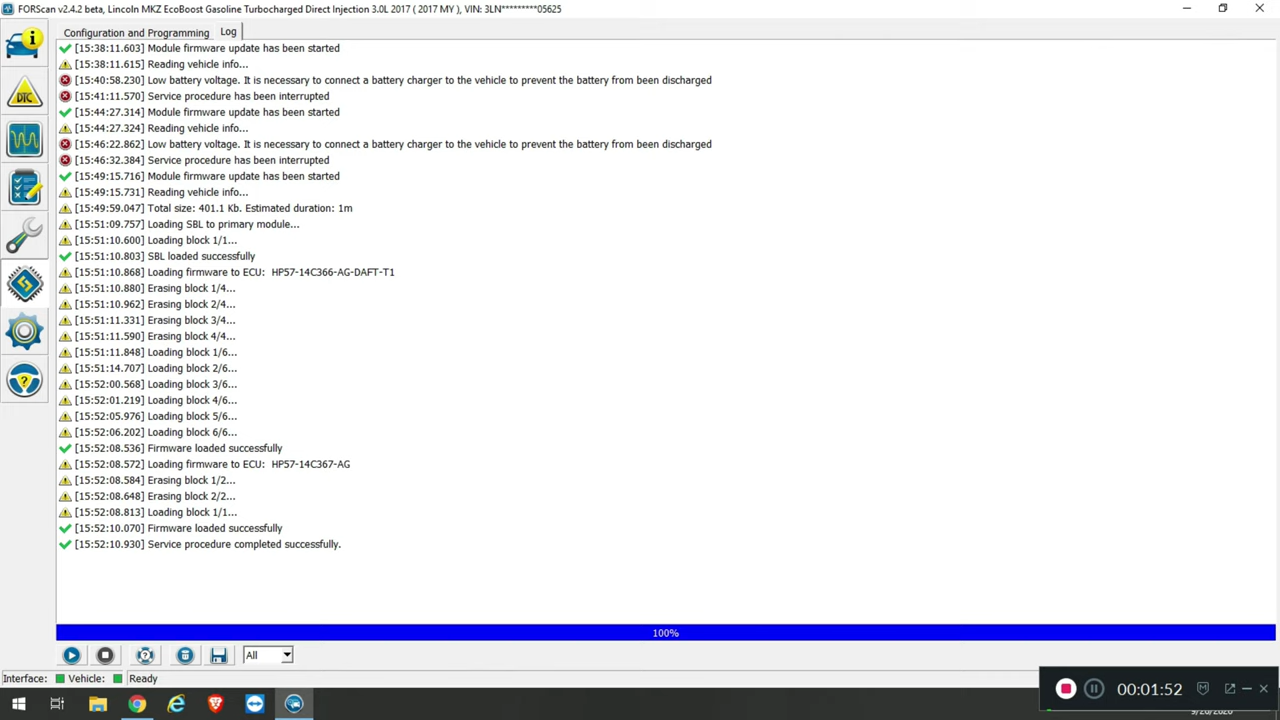 FORScan v2.4.2 beta, Lincoln MKZ EcoBoost Gasoline Turbocharged Direct Injection 3.0L 2017 ( 2017 MY ), VIN: 3LN*********05625
Configuration and Programming Log
[15:38:11.603] Module firmware update has been started
[15:38:11.615] Reading vehicle info...
[15:40:58.230] Low battery voltage. It is necessary to connect a battery charger to the vehicle to prevent the battery from been discharged
[15:41:11.570] Service procedure has been interrupted
[15:44:27.314] Module firmware update has been started
[15:44:27.324] Reading vehicle info...
[15:46:22.862] Low battery voltage. It is necessary to connect a battery charger to the vehicle to prevent the battery from been discharged
[15:46:32.384] Service procedure has been interrupted
[15:49:15.716] Module firmware update has been started
[15:49:15.731] Reading vehicle info...
[15:49:59.047] Total size: 401.1 Kb. Estimated duration: 1m
[15:51:09.757] Loading SBL to primary module...
[15:51:10.600] Loading block 1/1...
[15:51:10.803] SBL loaded successfully
[15:51:10.868] Loading firmware to ECU: HP57-14C366-AG-DAFT-T1
[15:51:10.880] Erasing block 1/4...
[15:51:10.962] Erasing block 2/4...
[15:51:11.331] Erasing block 3/4...
[15:51:11.590] Erasing block 4/4...
[15:51:11.848] Loading block 1/6...
[15:51:14.707] Loading block 2/6...
[15:52:00.568] Loading block 3/6...
[15:52:01.219] Loading block 4/6...
[15:52:05.976] Loading block 5/6...
[15:52:06.202] Loading block 6/6...
[15:52:08.536] Firmware loaded successfully
[15:52:08.572] Loading firmware to ECU: HP57-14C367-AG
[15:52:08.584] Erasing block 1/2...
[15:52:08.648] Erasing block 2/2...
[15:52:08.813] Loading block 1/1...
[15:52:10.070] Firmware loaded successfully
[15:52:10.930] Service procedure completed successfully.
DTC
100%
All
Interface: Vehicle: Ready
00:01:52